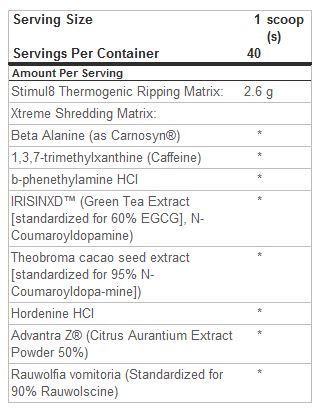 Serving Size 1 scoop
(s)
Servings Per Container 40
Amount Per Serving
Stimul8 Thermogenic Ripping Matrix: 2.6 g
Xtreme Shredding Matrix:
Beta Alanine (as Carnosyn®) *
1,3,7-trimethylxanthine (Caffeine) *
b-phenethylamine HCl *
IRISINXD™ (Green Tea Extract *
[standardized for 60% EGCG], N-
Coumaroyldopamine)
Theobroma cacao seed extract *
[standardized for 95% N-
Coumaroyldopa-mine])
Hordenine HCl *
Advantra Z® (Citrus Aurantium Extract *
Powder 50%)
Rauwolfia vomitoria (Standardized for *
90% Rauwolscine)